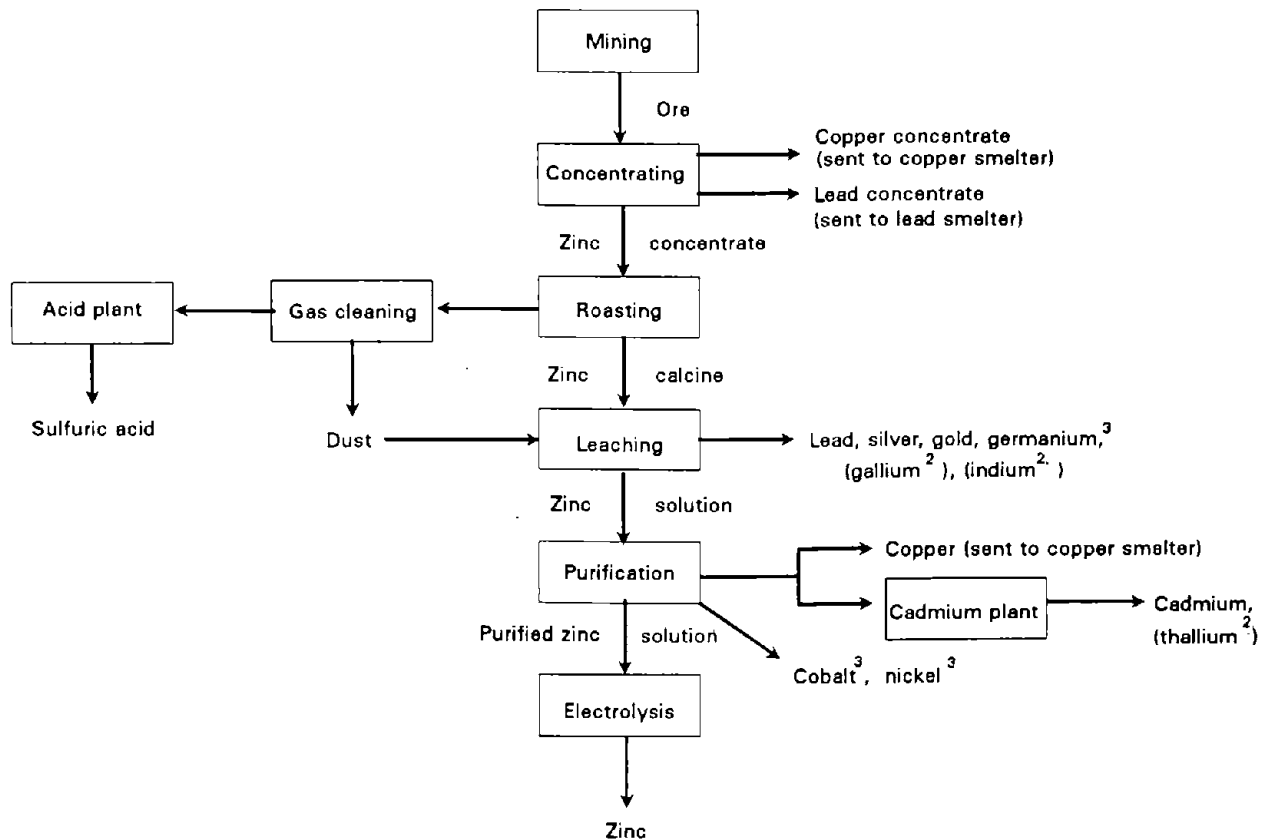 Mining
Ore
Concentrating
Copper concentrate
(sent to copper smelter)
Lead concentrate
(sent to lead smelter)
Zinc concentrate
Acid plant
Gas cleaning
Roasting
Zinc calcine
Sulfuric acid
Dust
Leaching
Lead, silver, gold, germanium,³
(gallium²), (indium²·)
Zinc solution
Purification
Copper (sent to copper smelter)
Cadmium plant
Cadmium,
(thallium²)
Purified zinc solution
Cobalt³, nickel³
Electrolysis
Zinc